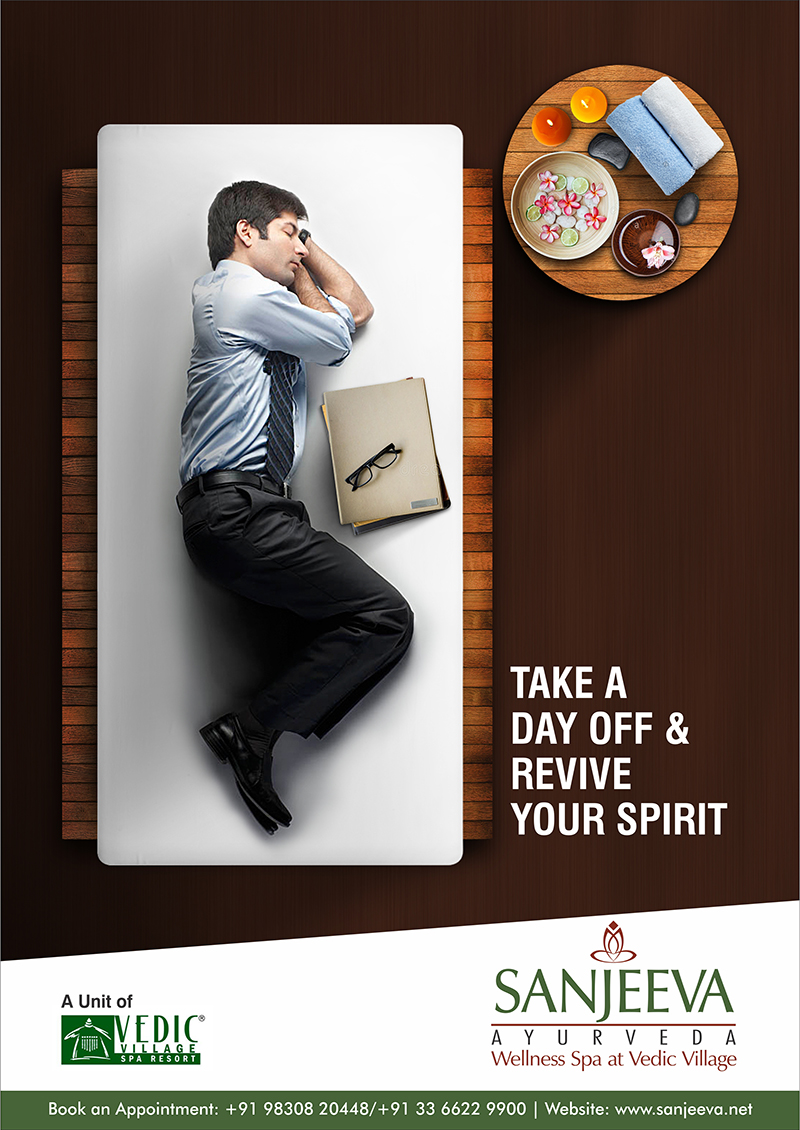 TAKE A
DAY OFF &
REVIVE
YOUR SPIRIT
A Unit of
VEDIC®
VILLAGE
SPA RESORT
SANJEEVA
AYURVEDA
Wellness Spa at Vedic Village
Book an Appointment: +91 98308 20448/+91 33 6622 9900 | Website: www.sanjeeva.net